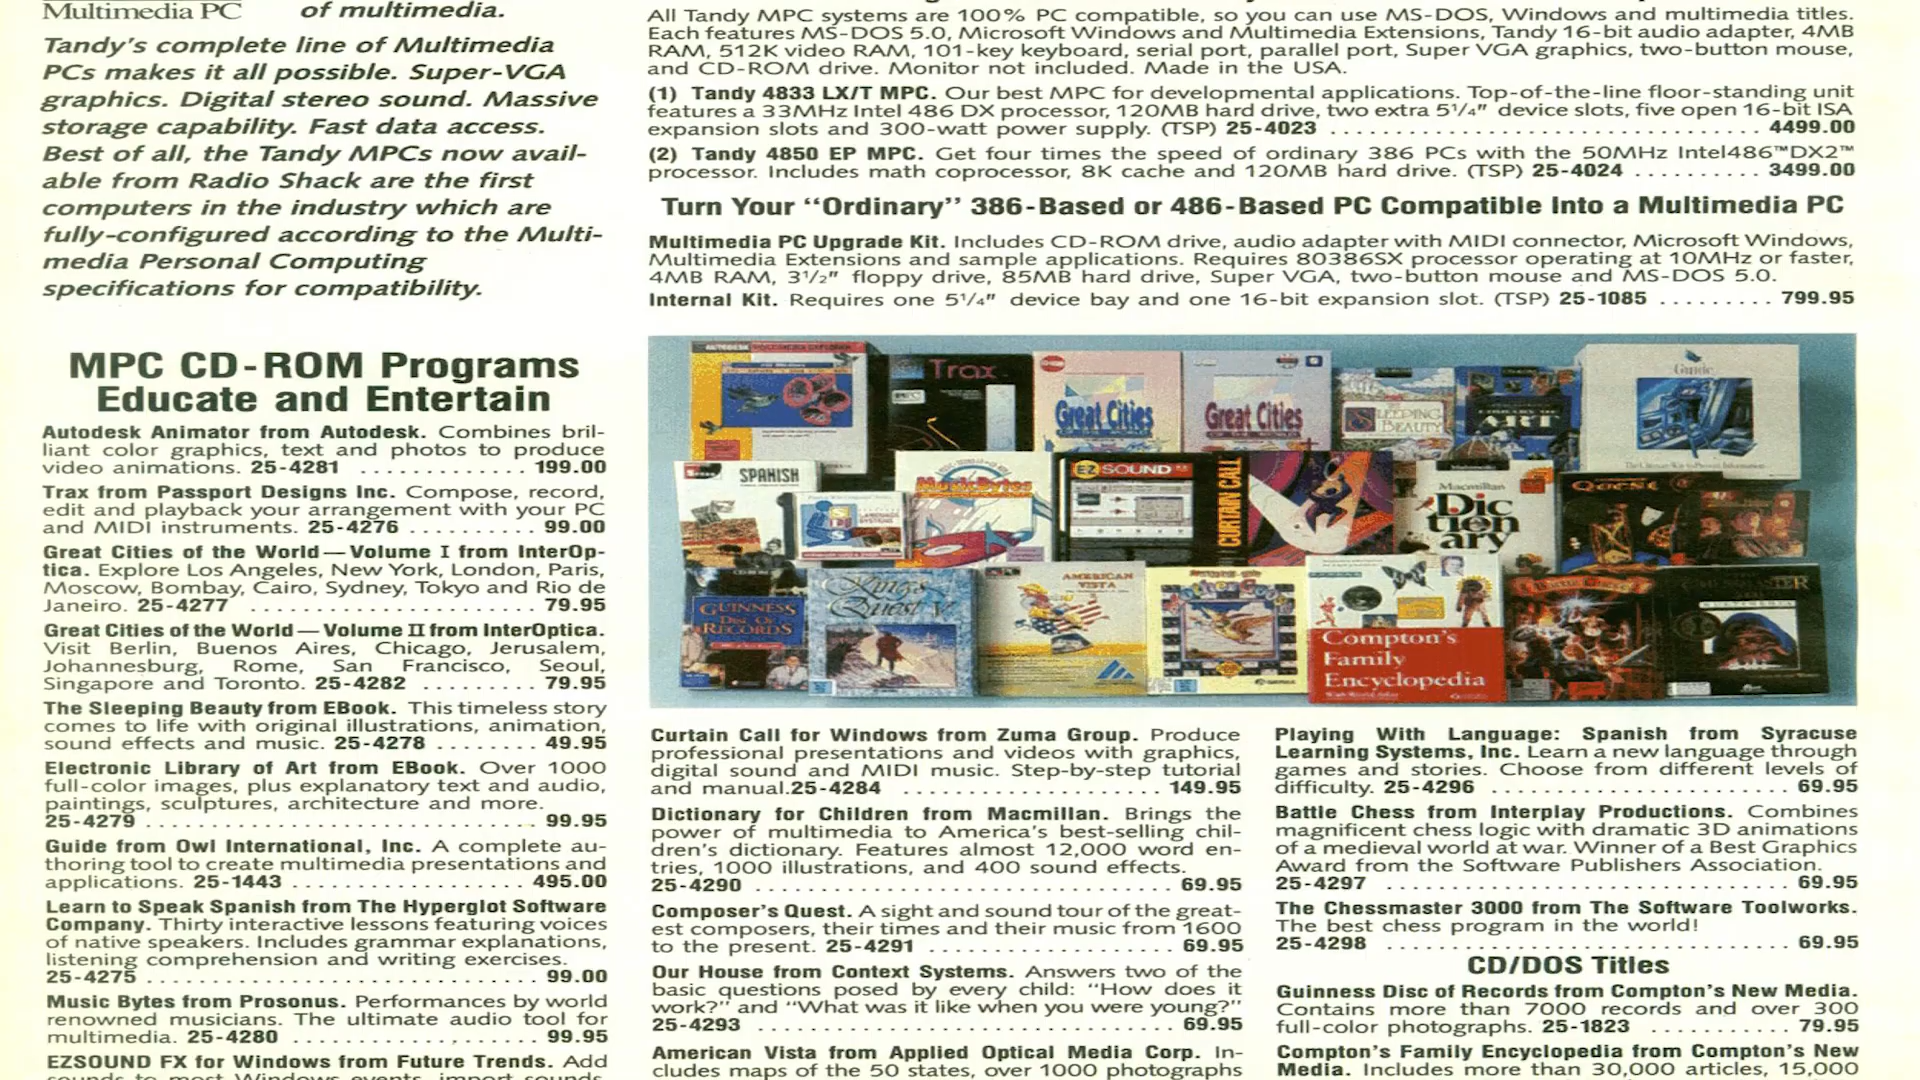 Multimedia PC
of multimedia.
Tandy's complete line of Multimedia
PCs makes it all possible. Super-VGA
graphics. Digital stereo sound. Massive
storage capability. Fast data access.
Best of all, the Tandy MPCs now avail-
able from Radio Shack are the first
computers in the industry which are
fully-configured according to the Multi-
media Personal Computing
specifications for compatibility.
MPC CD-ROM Programs
Educate and Entertain
Autodesk Animator from Autodesk. Combines bril-
liant color graphics, text and photos to produce
video animations. 25-4281 ............. 199.00
Trax from Passport Designs Inc. Compose, record,
edit and playback your arrangement with your PC
and MIDI instruments. 25-4276 .......... 99.00
Great Cities of the World—Volume I from InterOp-
tica. Explore Los Angeles, New York, London, Paris,
Moscow, Bombay, Cairo, Sydney, Tokyo and Rio de
Janeiro. 25-4277 ...................... 79.95
Great Cities of the World—Volume II from InterOptica.
Visit Berlin, Buenos Aires, Chicago, Jerusalem,
Johannesburg, Rome, San Francisco, Seoul,
Singapore and Toronto. 25-4282 ......... 79.95
The Sleeping Beauty from EBook. This timeless story
comes to life with original illustrations, animation,
sound effects and music. 25-4278 ........ 49.95
Electronic Library of Art from EBook. Over 1000
full-color images, plus explanatory text and audio,
paintings, sculptures, architecture and more.
25-4279 ............................... 99.95
Guide from Owl International, Inc. A complete au-
thoring tool to create multimedia presentations and
applications. 25-1443 .................. 495.00
Learn to Speak Spanish from The Hyperglot Software
Company. Thirty interactive lessons featuring voices
of native speakers. Includes grammar explanations,
listening comprehension and writing exercises.
25-4275 ............................... 99.00
Music Bytes from Prosonus. Performances by world
renowned musicians. The ultimate audio tool for
multimedia. 25-4280 .................... 99.95
EZSOUND FX for Windows from Future Trends. Add
sounds to most Windows events, import sounds,
All Tandy MPC systems are 100% PC compatible, so you can use MS-DOS, Windows and multimedia titles.
Each features MS-DOS 5.0, Microsoft Windows and Multimedia Extensions, Tandy 16-bit audio adapter, 4MB
RAM, 512K video RAM, 101-key keyboard, serial port, parallel port, Super VGA graphics, two-button mouse,
and CD-ROM drive. Monitor not included. Made in the USA.
(1) Tandy 4833 LX/T MPC. Our best MPC for developmental applications. Top-of-the-line floor-standing unit
features a 33MHz Intel 486 DX processor, 120MB hard drive, two extra 5¹/₄" device slots, five open 16-bit ISA
expansion slots and 300-watt power supply. (TSP) 25-4023 .................................. 4499.00
(2) Tandy 4850 EP MPC. Get four times the speed of ordinary 386 PCs with the 50MHz Intel486™DX2™
processor. Includes math coprocessor, 8K cache and 120MB hard drive. (TSP) 25-4024 .......... 3499.00
Turn Your "Ordinary" 386-Based or 486-Based PC Compatible Into a Multimedia PC
Multimedia PC Upgrade Kit. Includes CD-ROM drive, audio adapter with MIDI connector, Microsoft Windows,
Multimedia Extensions and sample applications. Requires 80386SX processor operating at 10MHz or faster,
4MB RAM, 3¹/₂" floppy drive, 85MB hard drive, Super VGA, two-button mouse and MS-DOS 5.0.
Internal Kit. Requires one 5¹/₄" device bay and one 16-bit expansion slot. (TSP) 25-1085 ......... 799.95
Trax
Great Cities
OF THE WORLD
Great Cities
OF THE WORLD
SLEEPING
BEAUTY
LIBRARY OF
ART
Guide
SPANISH
MusicBytes
EZ SOUND
CURTAIN CALL
Macmillan
Dic
tion
ary
QUEST
GUINNESS
DISC OF
RECORDS
King's
Quest V
AMERICAN
VISTA
Compton's
Family
Encyclopedia
Battle Chess
CHESSMASTER
Curtain Call for Windows from Zuma Group. Produce
professional presentations and videos with graphics,
digital sound and MIDI music. Step-by-step tutorial
and manual.25-4284 .................... 149.95
Dictionary for Children from Macmillan. Brings the
power of multimedia to America's best-selling chil-
dren's dictionary. Features almost 12,000 word en-
tries, 1000 illustrations, and 400 sound effects.
25-4290 ................................ 69.95
Composer's Quest. A sight and sound tour of the great-
est composers, their times and their music from 1600
to the present. 25-4291 .................. 69.95
Our House from Context Systems. Answers two of the
basic questions posed by every child: "How does it
work?" and "What was it like when you were young?"
25-4293 ................................ 69.95
American Vista from Applied Optical Media Corp. In-
cludes maps of the 50 states, over 1000 photographs
Playing With Language: Spanish from Syracuse
Learning Systems, Inc. Learn a new language through
games and stories. Choose from different levels of
difficulty. 25-4296 ....................... 69.95
Battle Chess from Interplay Productions. Combines
magnificent chess logic with dramatic 3D animations
of a medieval world at war. Winner of a Best Graphics
Award from the Software Publishers Association.
25-4297 ............................... 69.95
The Chessmaster 3000 from The Software Toolworks.
The best chess program in the world!
25-4298 ............................... 69.95
CD/DOS Titles
Guinness Disc of Records from Compton's New Media.
Contains more than 7000 records and over 300
full-color photographs. 25-1823 ........... 79.95
Compton's Family Encyclopedia from Compton's New
Media. Includes more than 30,000 articles, 15,000